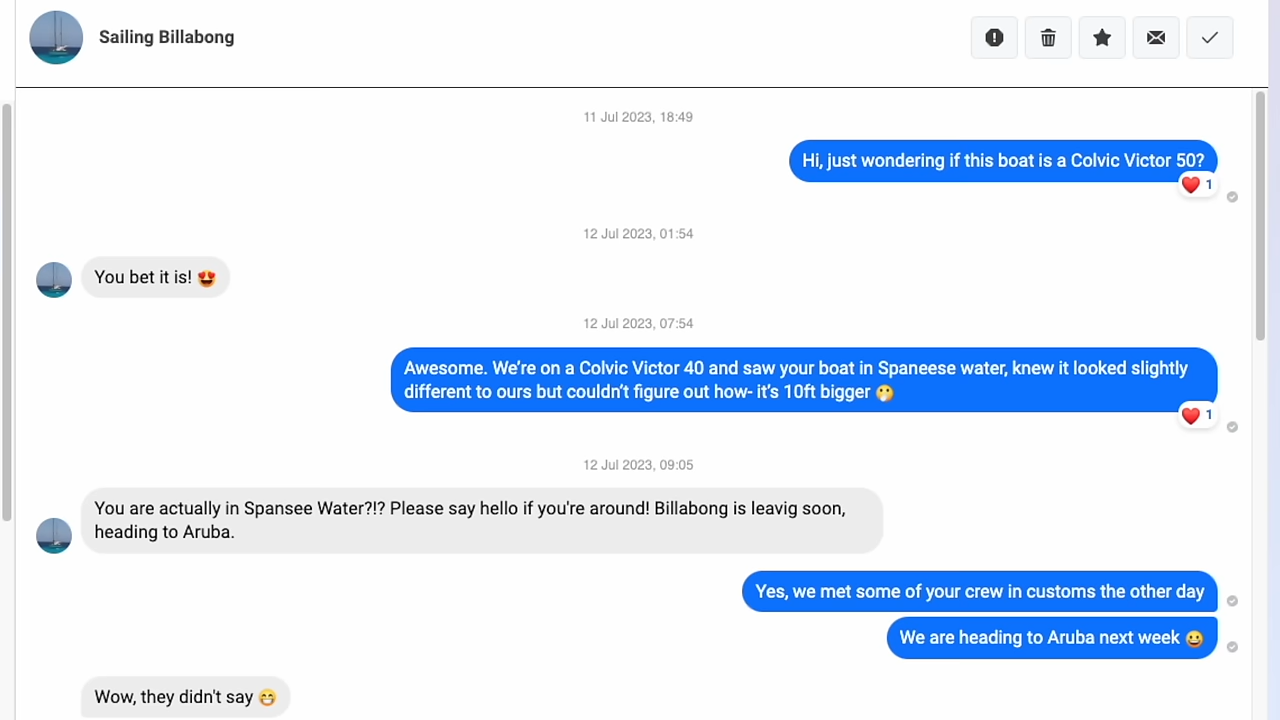 Sailing Billabong
11 Jul 2023, 18:49
Hi, just wondering if this boat is a Colvic Victor 50?
❤️ 1
12 Jul 2023, 01:54
You bet it is! 😍
12 Jul 2023, 07:54
Awesome. We’re on a Colvic Victor 40 and saw your boat in Spaneese water, knew it looked slightly
different to ours but couldn’t figure out how- it’s 10ft bigger 🤔
❤️ 1
12 Jul 2023, 09:05
You are actually in Spansee Water?!? Please say hello if you're around! Billabong is leavig soon,
heading to Aruba.
Yes, we met some of your crew in customs the other day
We are heading to Aruba next week 😀
Wow, they didn't say 😁